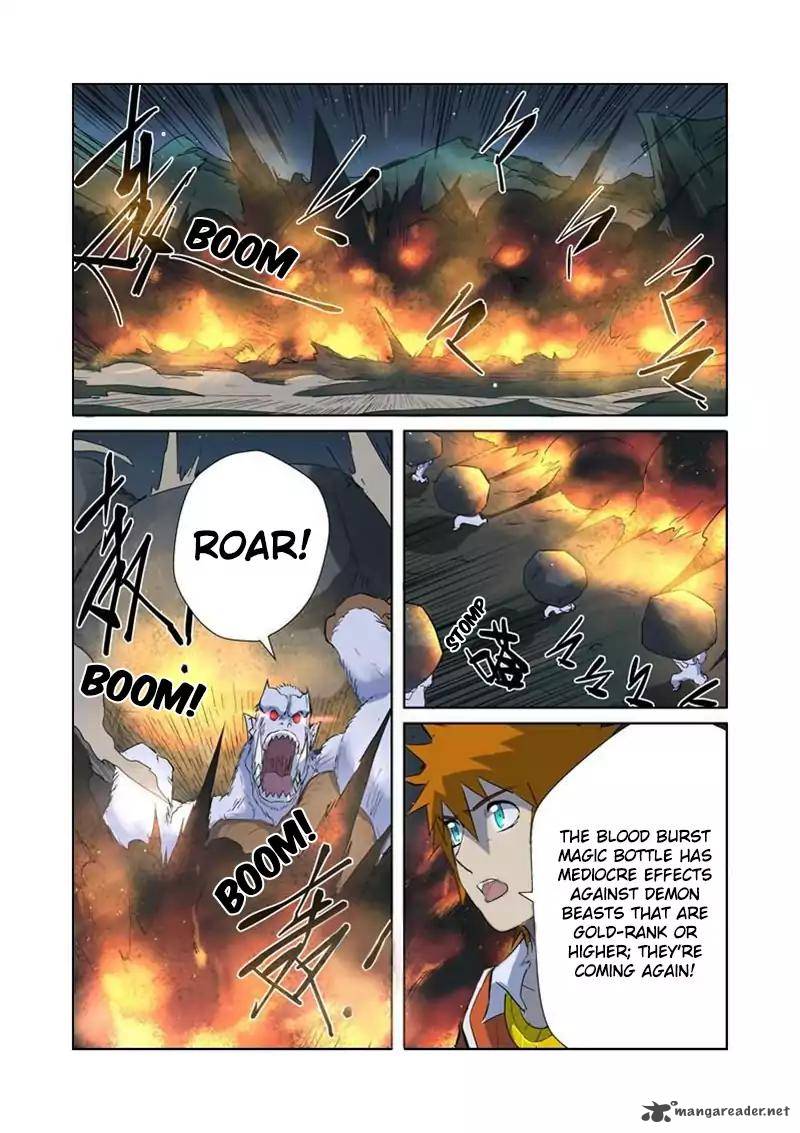 BOOM
ROAR!
BOOM!
BOOM!
STOMP
THE BLOOD BURST
MAGIC BOTTLE HAS
MEDIOCRE EFFECTS
AGAINST DEMON
BEASTS THAT ARE
GOLD-RANK OR
HIGHER; THEY'RE
COMING AGAIN!
mangareader.net